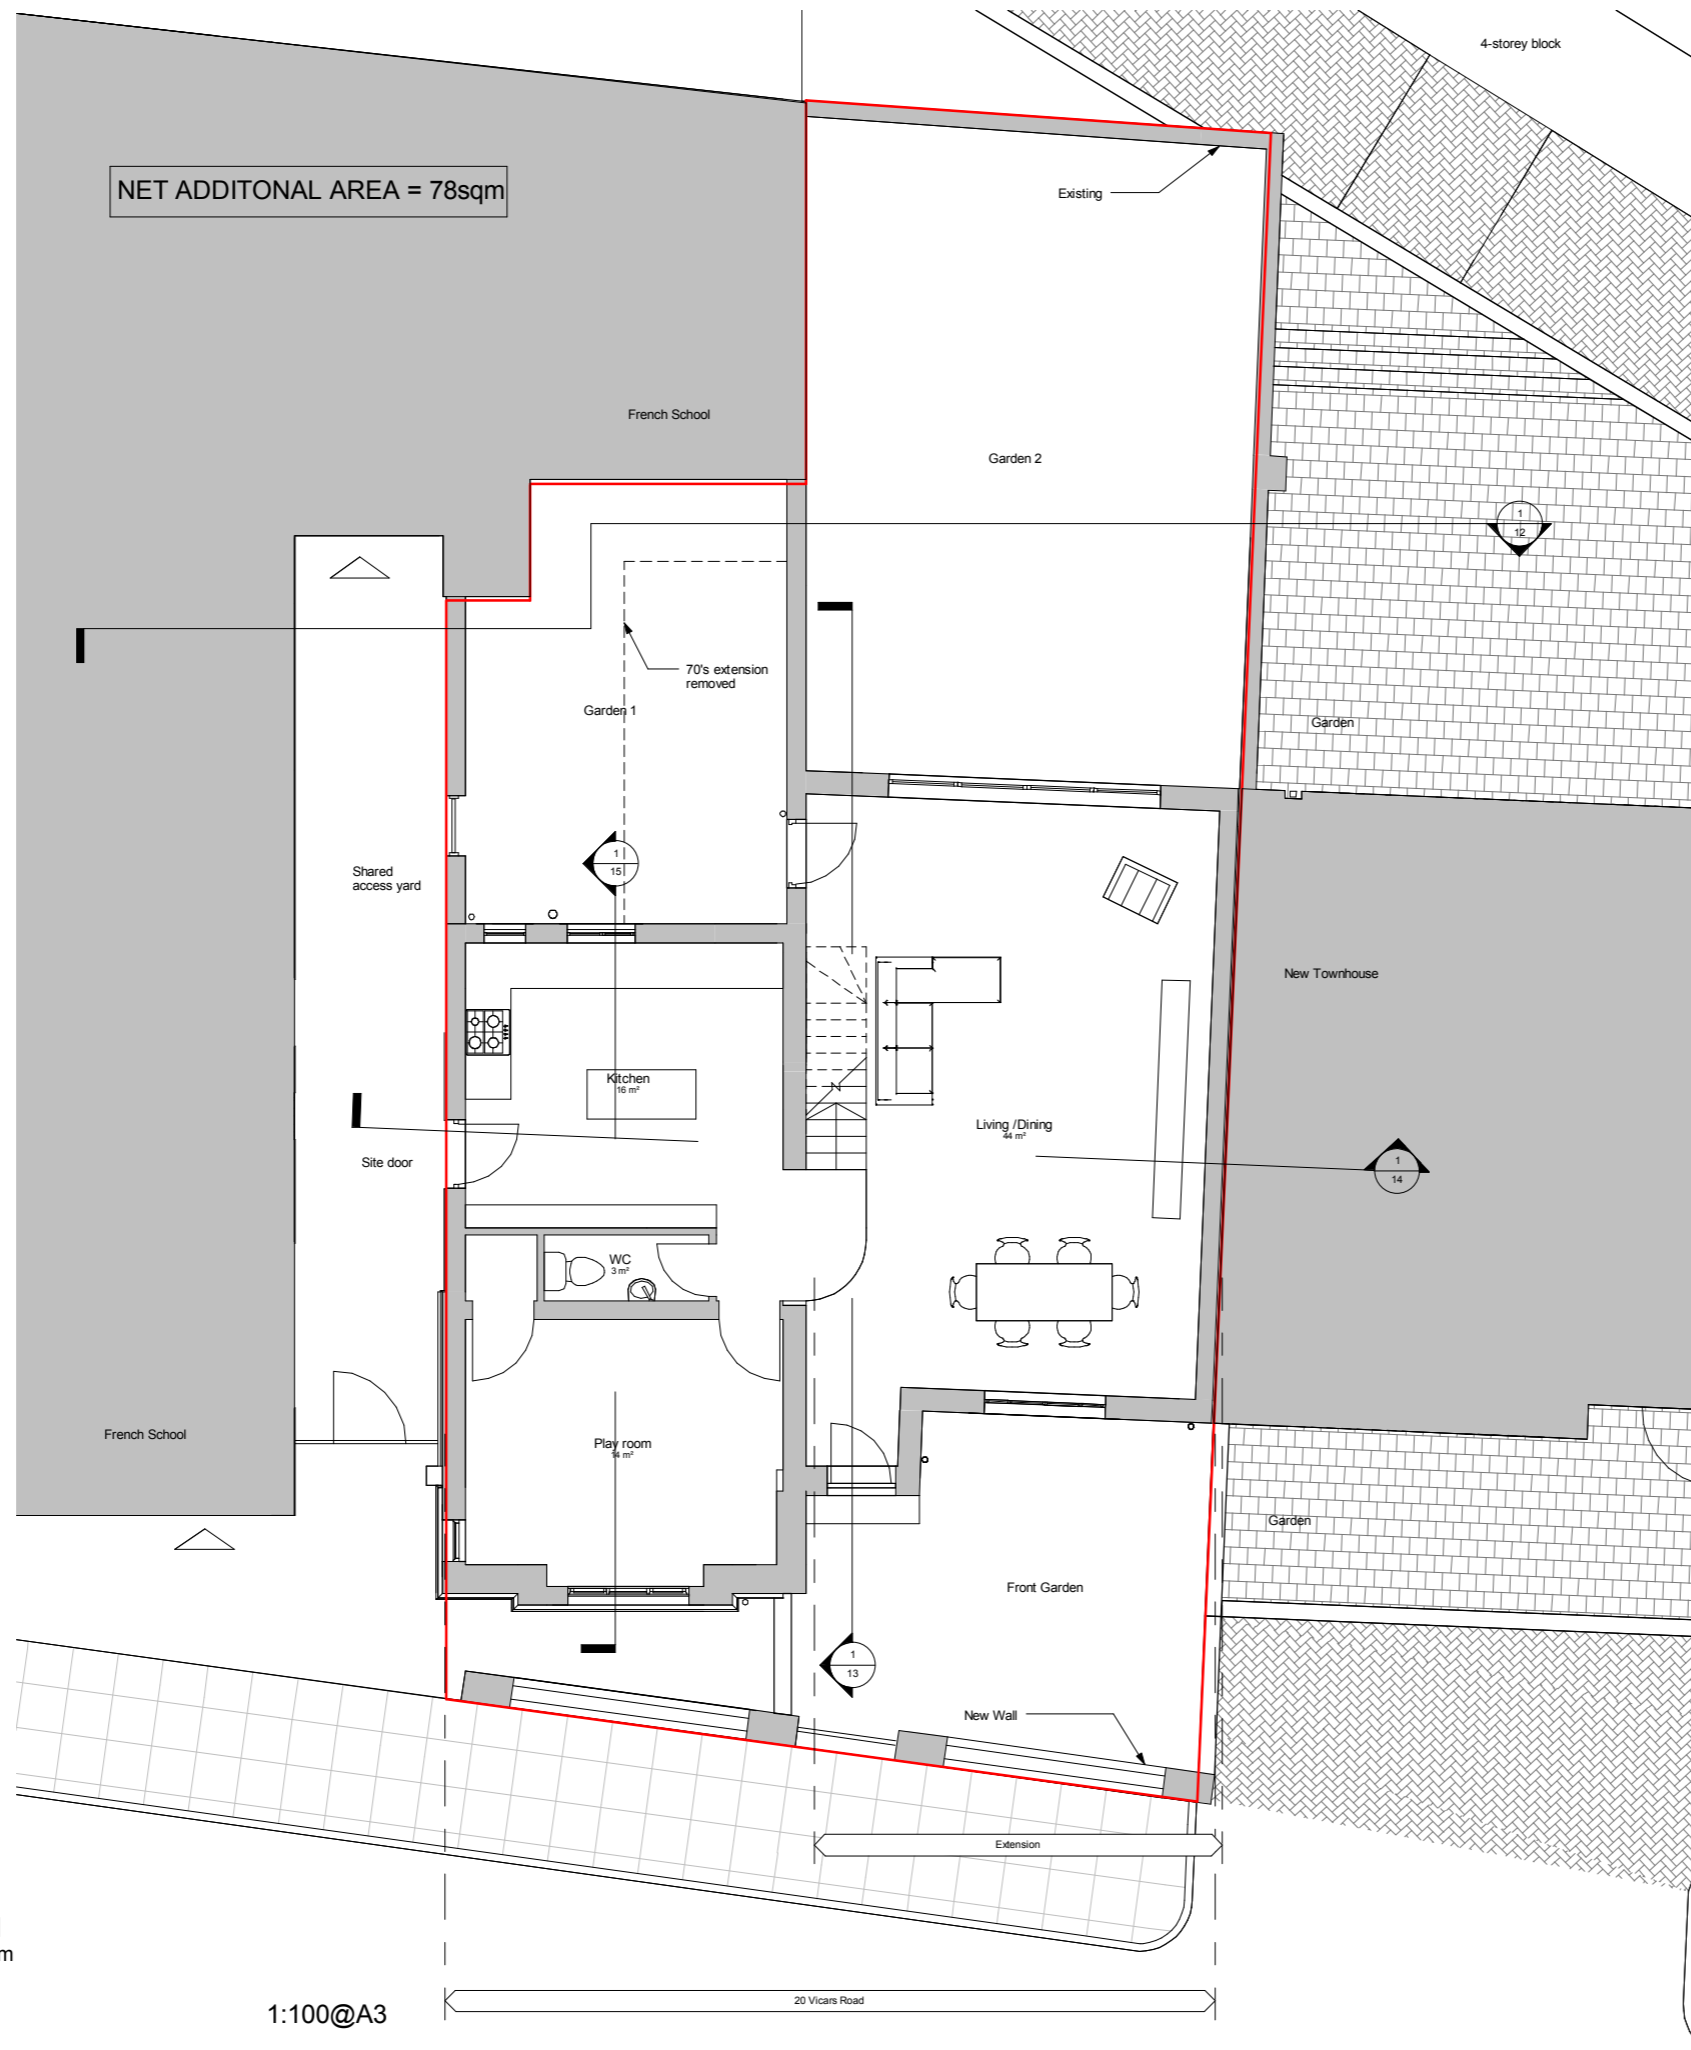 4-storey block
NET ADDITONAL AREA = 78sqm
Existing
French School
Garden 2
1
12
70's extension
removed
Garden 1
Garden
1
15
Shared
access yard
New Townhouse
Kitchen
16 m²
Living /Dining
44 m²
Site door
1
14
WC
3 m²
French School
Play room
14 m²
Garden
Front Garden
1
13
New Wall
Extension
m
20 Vicars Road
1:100@A3